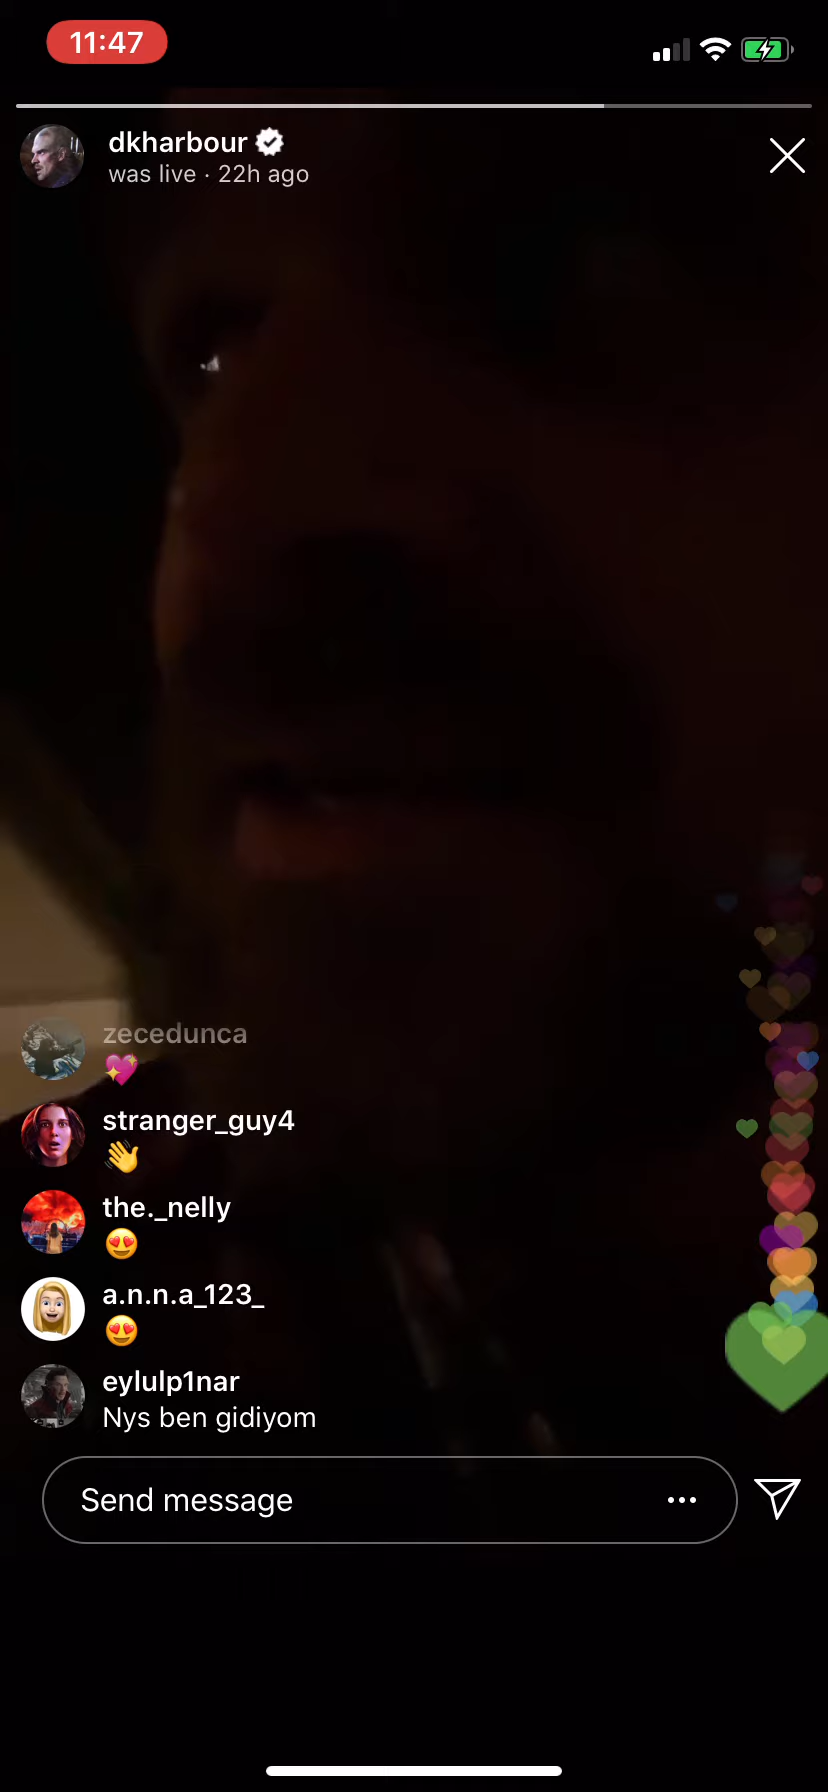 11:47
dkharbour
was live · 22h ago
zecedunca
💖
stranger_guy4
👋
the._nelly
😍
a.n.n.a_123_
😍
eylulp1nar
Nys ben gidiyom
Send message